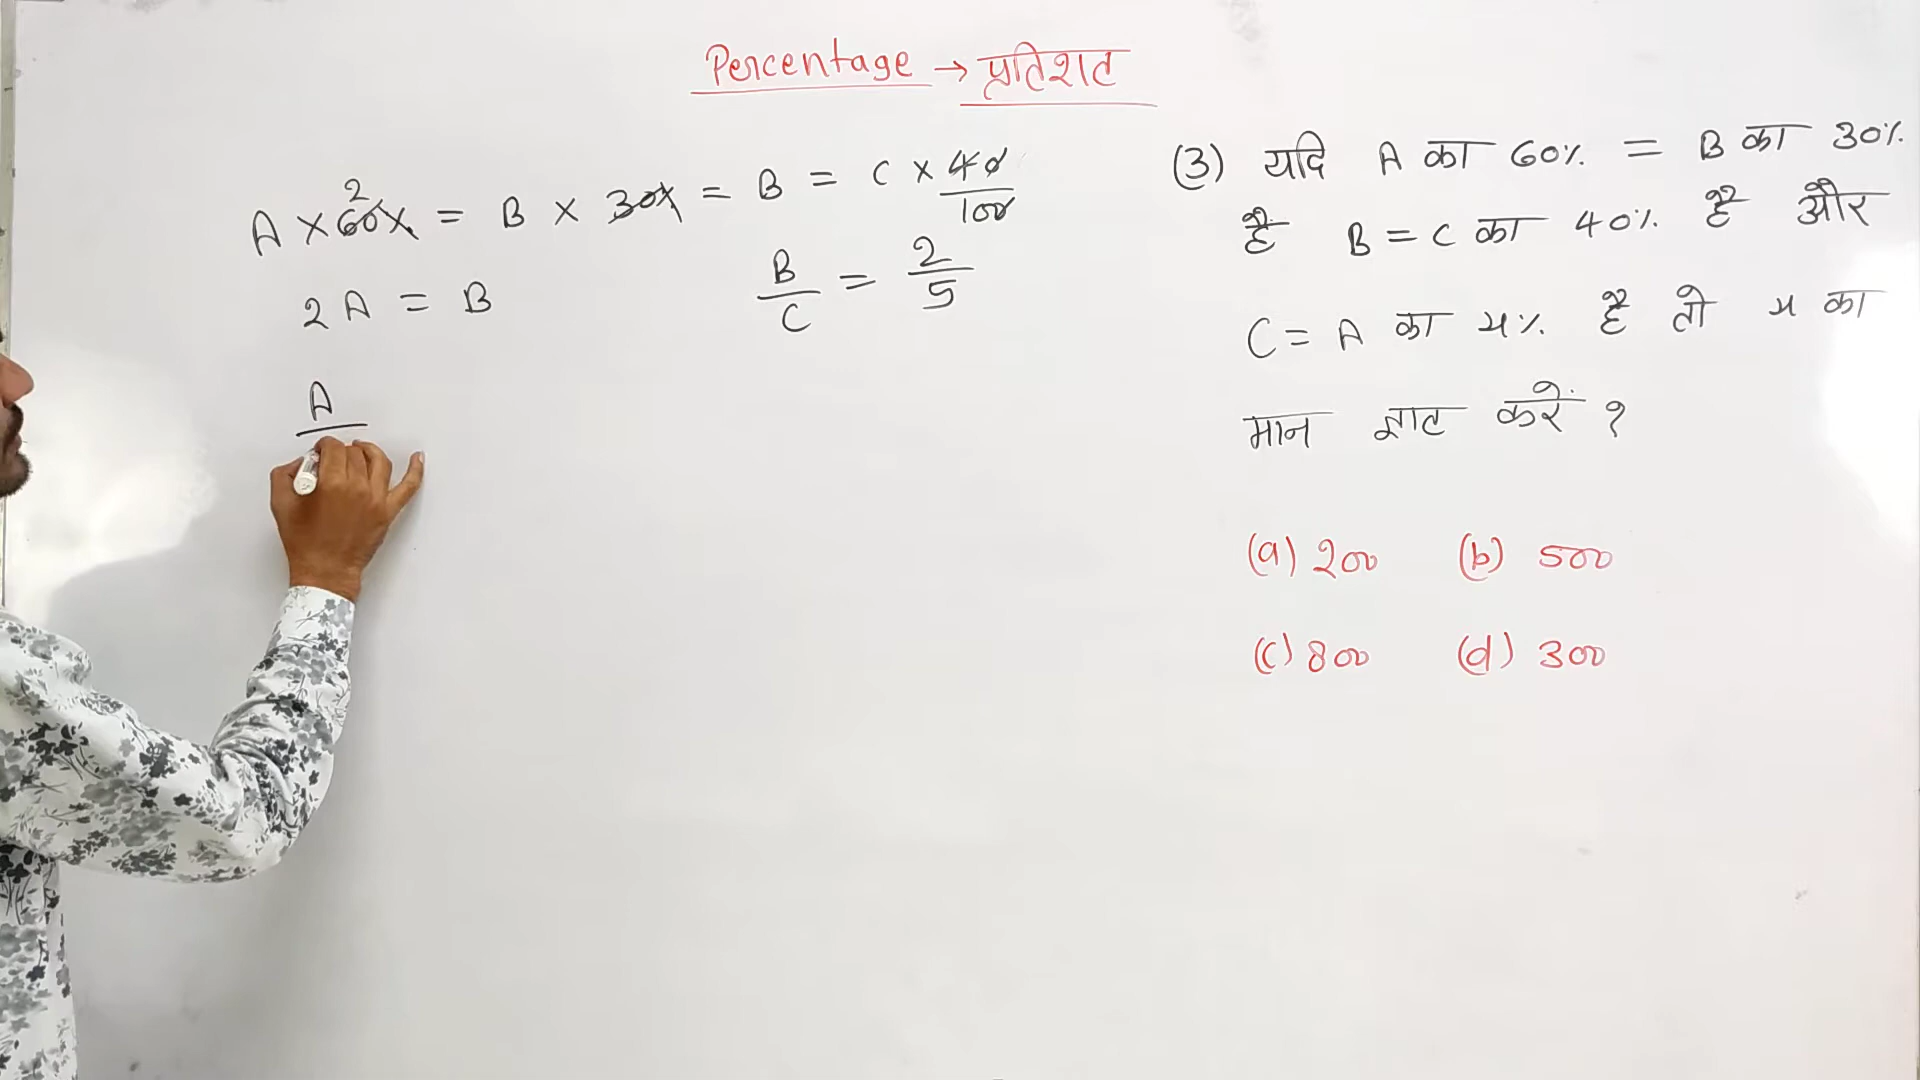 Percentage → प्रतिशत
A × 60% = B × 30% = B = C × 40/100
2
2A = B
B/C = 2/5
A
(3) यदि A का 60% = B का 30%
है B = C का 40% है और
C = A का x% है तो x का
मान ज्ञात करें ?
(a) 200 (b) 500
(c) 800 (d) 300